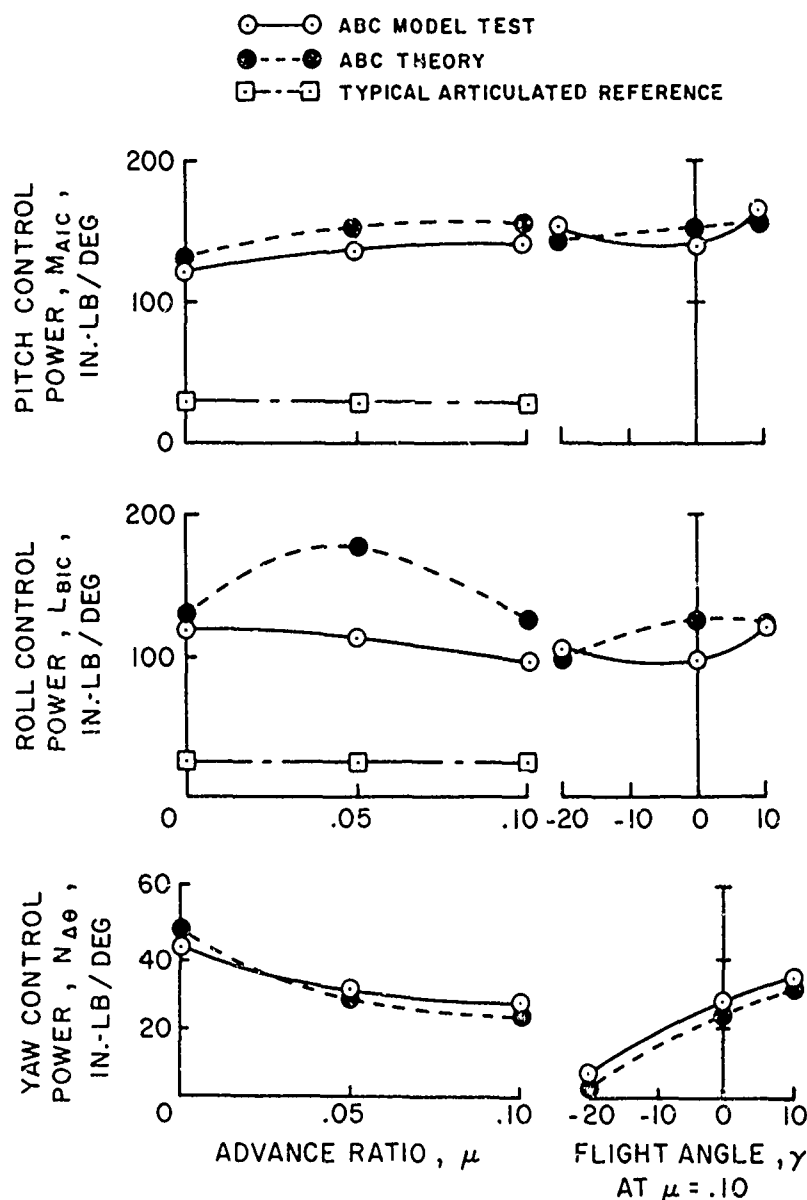 ABC MODEL TEST
ABC THEORY
TYPICAL ARTICULATED REFERENCE
PITCH CONTROL
POWER, MA1C,
IN.-LB/DEG
200
100
0
ROLL CONTROL
POWER, LB1C
IN.-LB/DEG
200
100
0 .05 .10 -20 -10 0 10
YAW CONTROL
POWER, NΔθ,
IN.-LB/DEG
60
40
20
0 .05 .10 -20 -10 0 10
ADVANCE RATIO, μ
FLIGHT ANGLE, γ
AT μ = .10